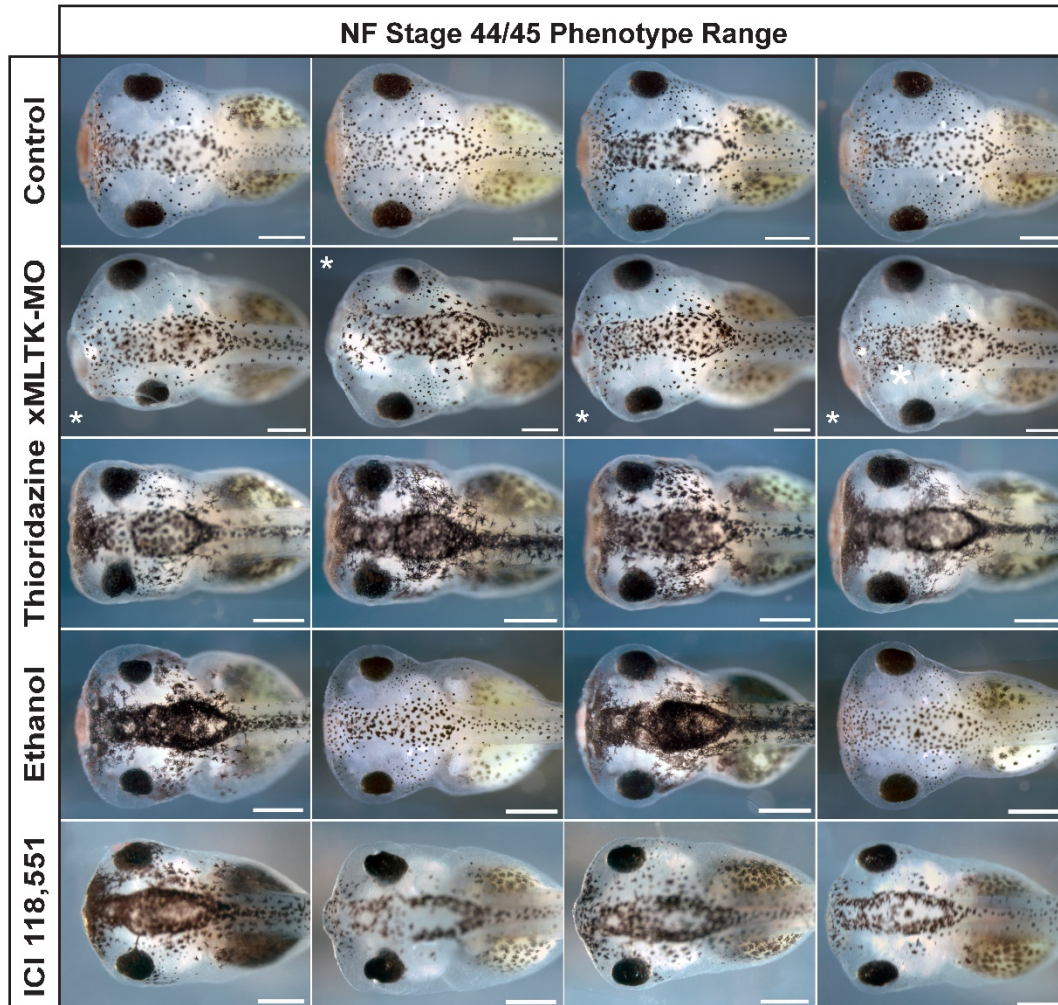 NF Stage 44/45 Phenotype Range
Control
xMLTK-MO
*
*
*
*
*
Thioridazine
Ethanol
ICI 118,551